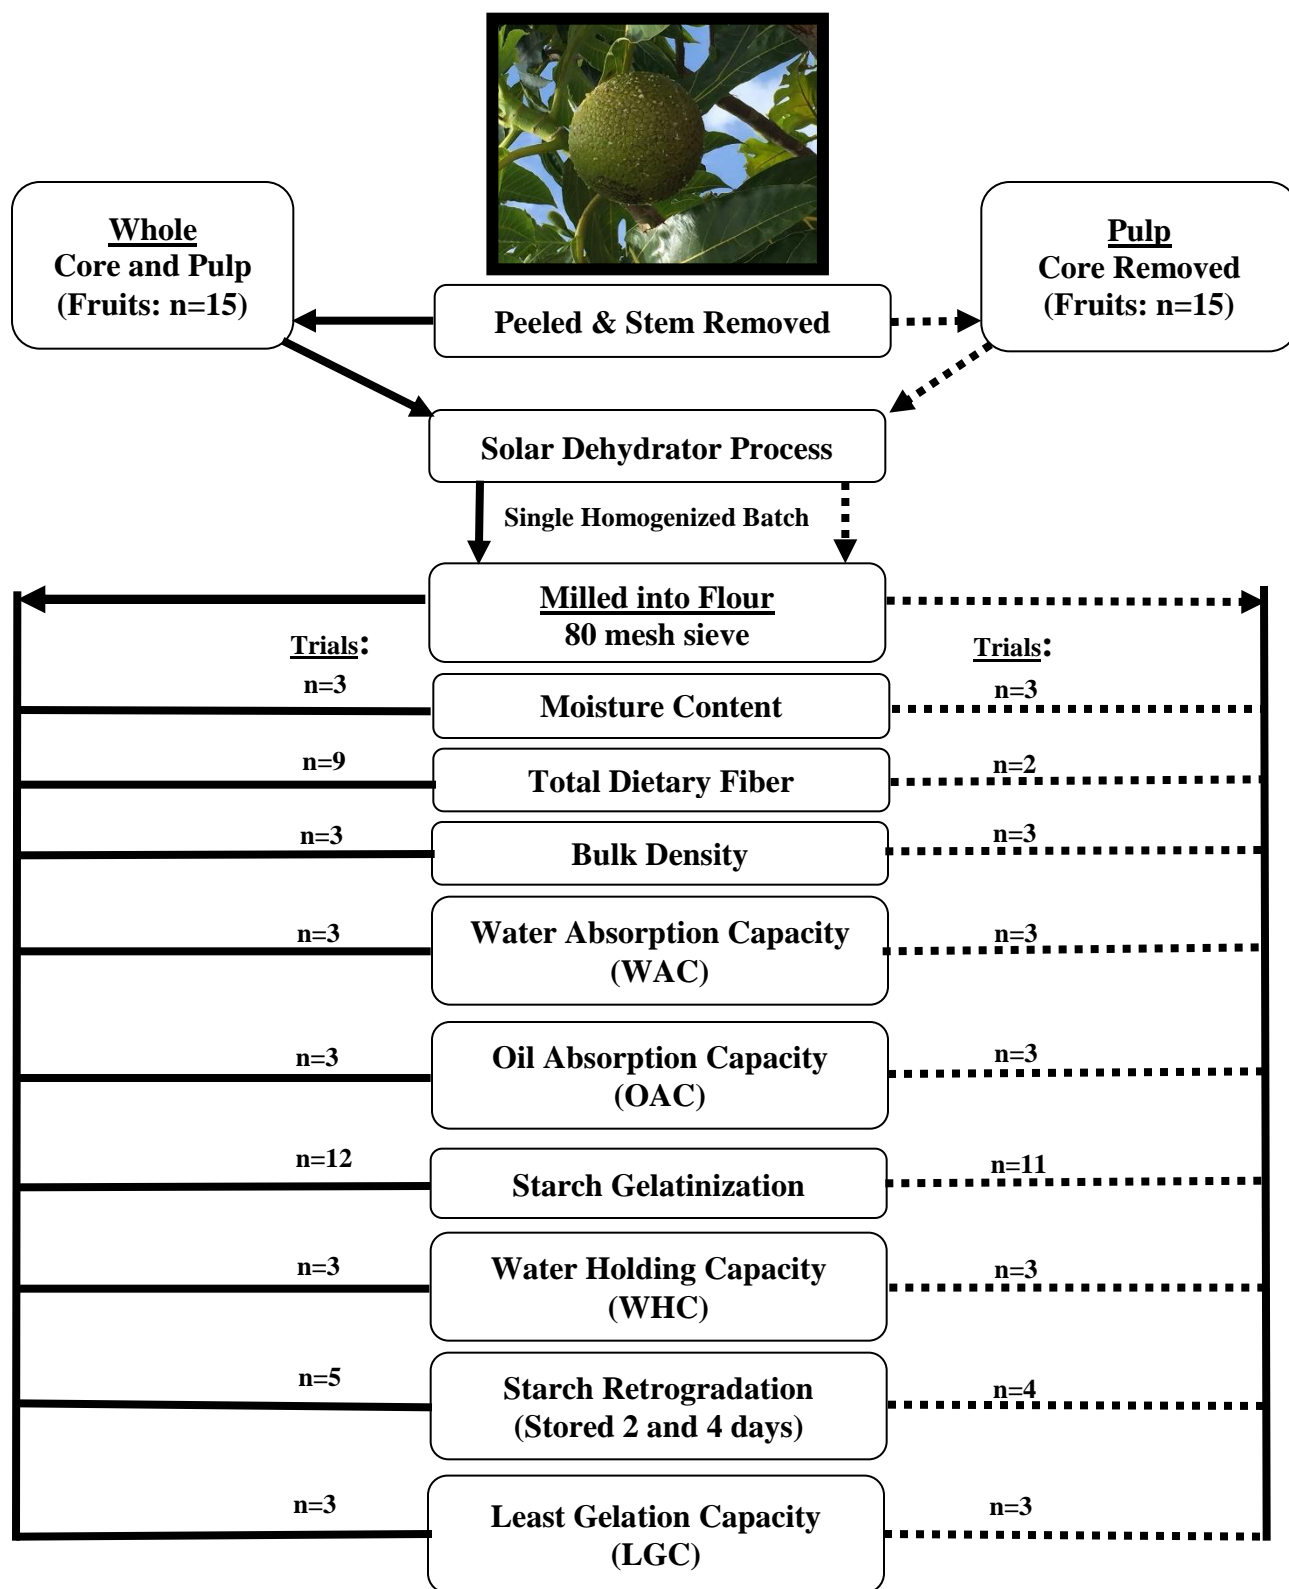 Whole
Core and Pulp
(Fruits: n=15)
Pulp
Core Removed
(Fruits: n=15)
Peeled & Stem Removed
Solar Dehydrator Process
Single Homogenized Batch
Milled into Flour
80 mesh sieve
Trials:
Trials:
n=3
Moisture Content
n=3
n=9
Total Dietary Fiber
n=2
n=3
Bulk Density
n=3
n=3
Water Absorption Capacity
(WAC)
n=3
n=3
Oil Absorption Capacity
(OAC)
n=3
n=12
Starch Gelatinization
n=11
n=3
Water Holding Capacity
(WHC)
n=3
n=5
Starch Retrogradation
(Stored 2 and 4 days)
n=4
n=3
Least Gelation Capacity
(LGC)
n=3